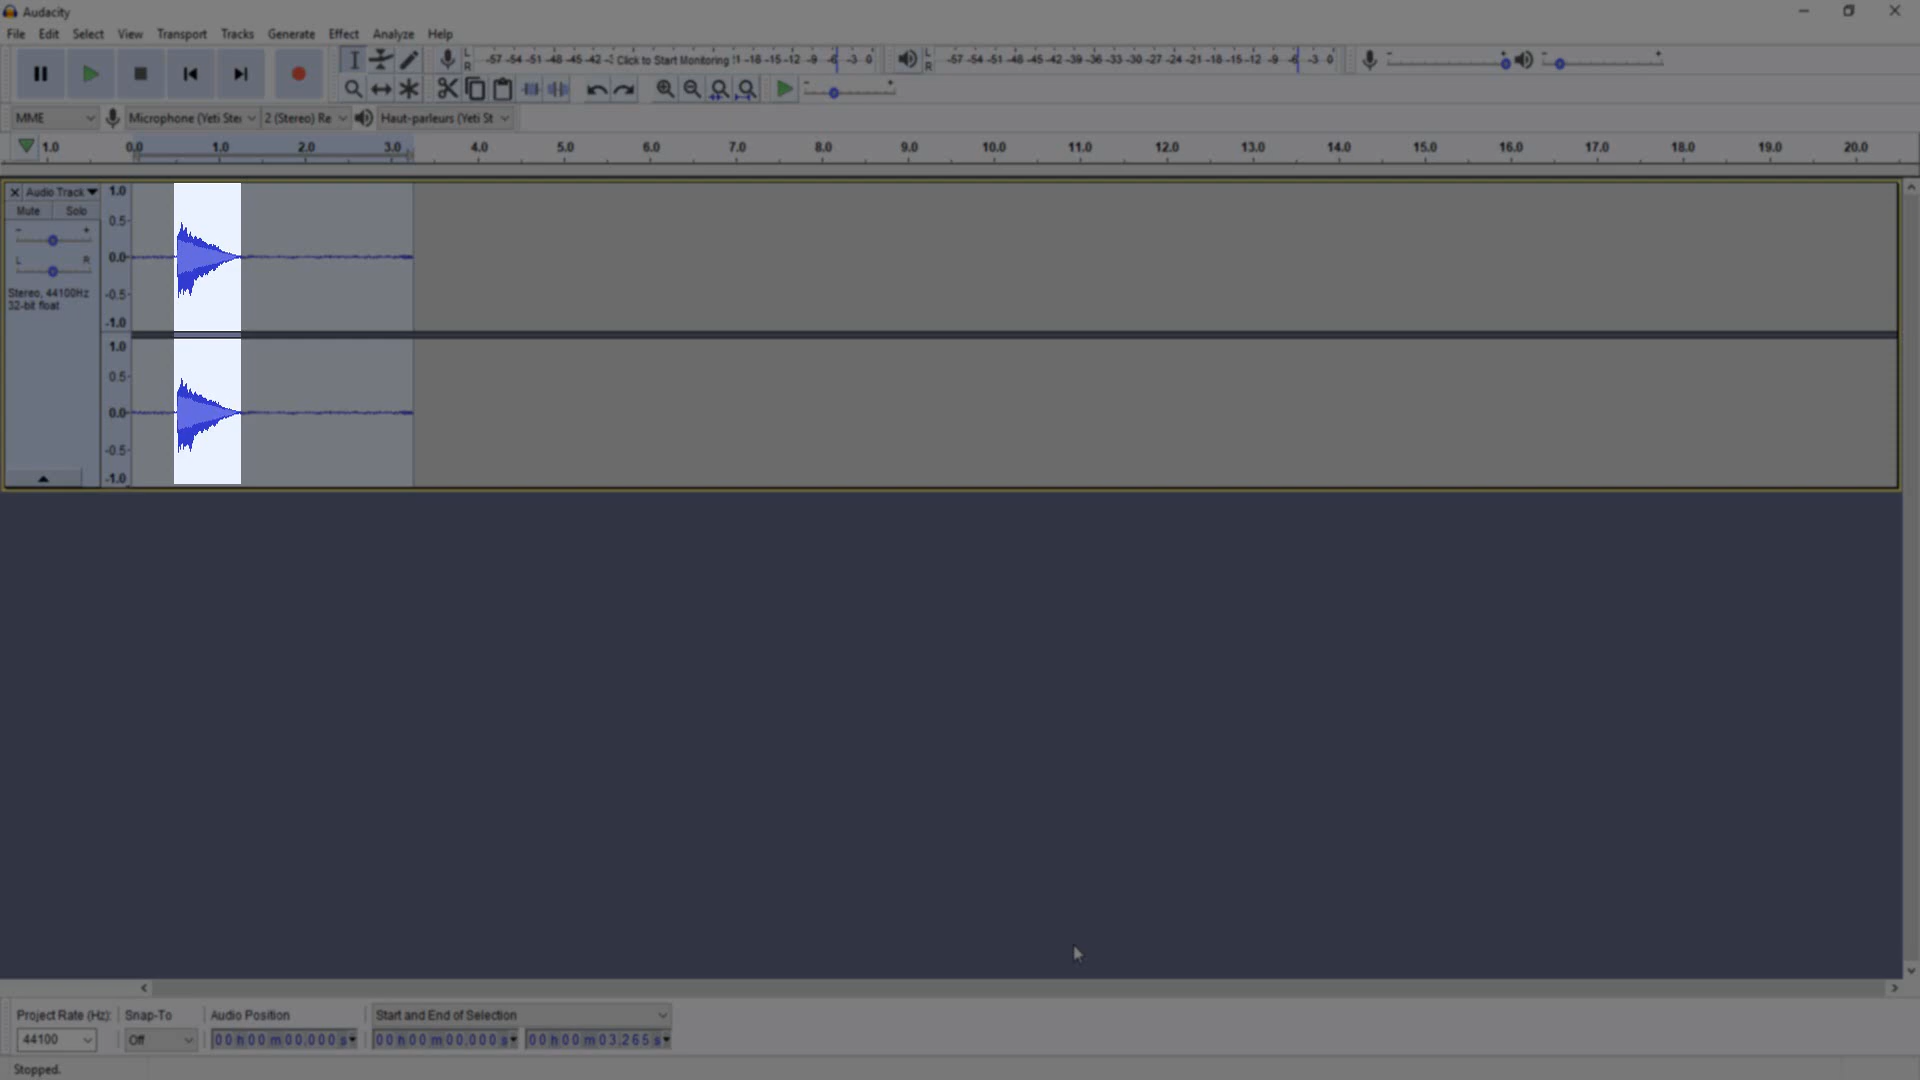 Audacity
File Edit Select View Transport Tracks Generate Effect Analyze Help
L
R
-57 -54 -51 -48 -45 -42 Click to Start Monitoring -18 -15 -12 -9 -6 -3 0
L
R
-57 -54 -51 -48 -45 -42 -39 -36 -33 -30 -27 -24 -21 -18 -15 -12 -9 -6 -3 0
MME Microphone (Yeti Ste 2 (Stereo) Re Haut-parleurs (Yeti St
1.0 0.0 1.0 2.0 3.0 4.0 5.0 6.0 7.0 8.0 9.0 10.0 11.0 12.0 13.0 14.0 15.0 16.0 17.0 18.0 19.0 20.0
Audio Track
Mute Solo
- +
L R
Stereo, 44100Hz
32-bit float
1.0
0.5
0.0
-0.5
-1.0
1.0
0.5
0.0
-0.5
-1.0
Project Rate (Hz): Snap-To Audio Position Start and End of Selection
44100 Off 00 h 00 m 00.000 s 00 h 00 m 00.000 s 00 h 00 m 03.265 s
Stopped.